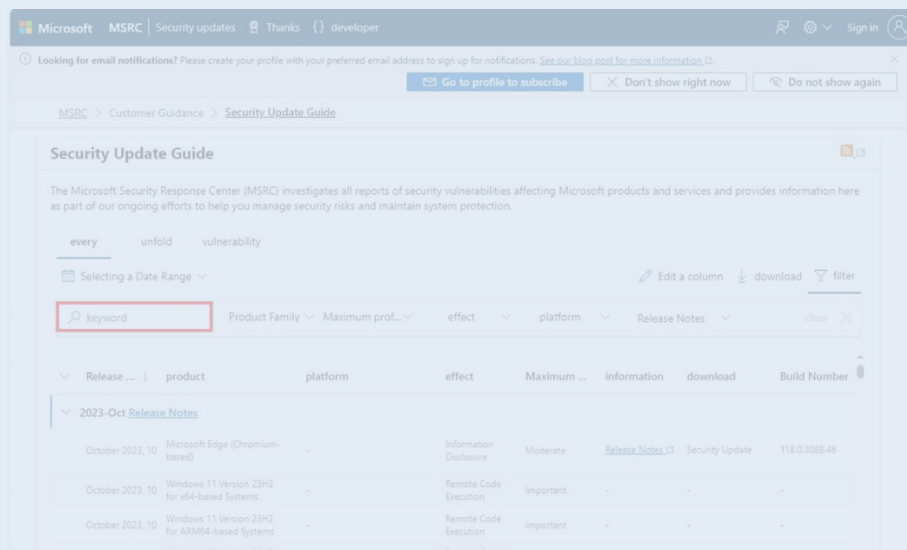 Microsoft MSRC Security updates Thanks {} developer Sign in
Looking for email notifications? Please create your profile with your preferred email address to sign up for notifications. See our blog post for more information.
Go to profile to subscribe Don't show right now Do not show again
MSRC > Customer Guidance > Security Update Guide
Security Update Guide
The Microsoft Security Response Center (MSRC) investigates all reports of security vulnerabilities affecting Microsoft products and services and provides information here
as part of our ongoing efforts to help you manage security risks and maintain system protection.
every unfold vulnerability
Selecting a Date Range Edit a column download filter
keyword Product Family Maximum prof... effect platform Release Notes clear
Release ... ↓ product platform effect Maximum ... information download Build Number
2023-Oct Release Notes
October 2023, 10 Microsoft Edge (Chromium-based) - Information Disclosure Moderate Release Notes Security Update 118.0.2088.46
October 2023, 10 Windows 11 Version 23H2 for x64-based Systems - Remote Code Execution Important - - -
October 2023, 10 Windows 11 Version 23H2 for ARM64-based Systems - Remote Code Execution Important - - -